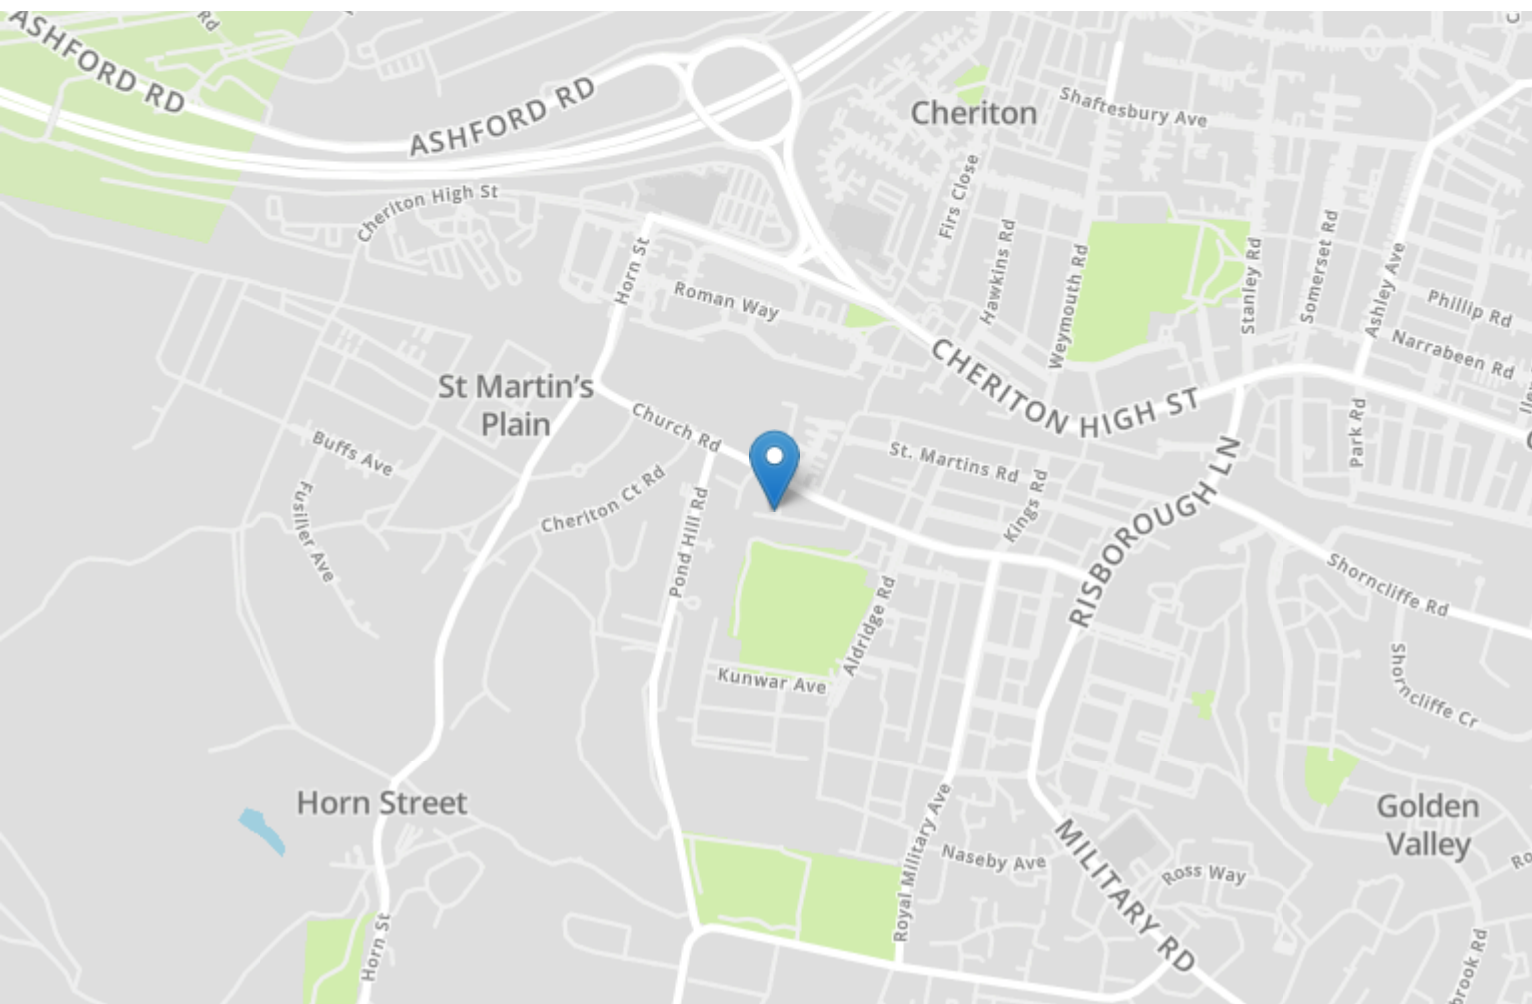 Rd
ASHFORD RD
ASHFORD RD
Cheriton
Shaftesbury Ave
Cheriton High St
Firs Close
Horn St
Hawkins Rd
Weymouth Rd
Stanley Rd
Somerset Rd
Ashley Ave
Phillip Rd
Narrabeen Rd
Roman Way
CHERITON HIGH ST
St Martin's
Plain
Church Rd
Park Rd
Buffs Ave
St. Martins Rd
Kings Rd
RISBOROUGH LN
Cheriton Ct Rd
Pond Hill Rd
Fusilier Ave
Shorncliffe Rd
Aldridge Rd
Kunwar Ave
Shorncliffe Cr
Horn Street
Golden
Valley
Royal Military Ave
Naseby Ave
MILITARY RD
Ross Way
Ro
Horn St
brook Rd